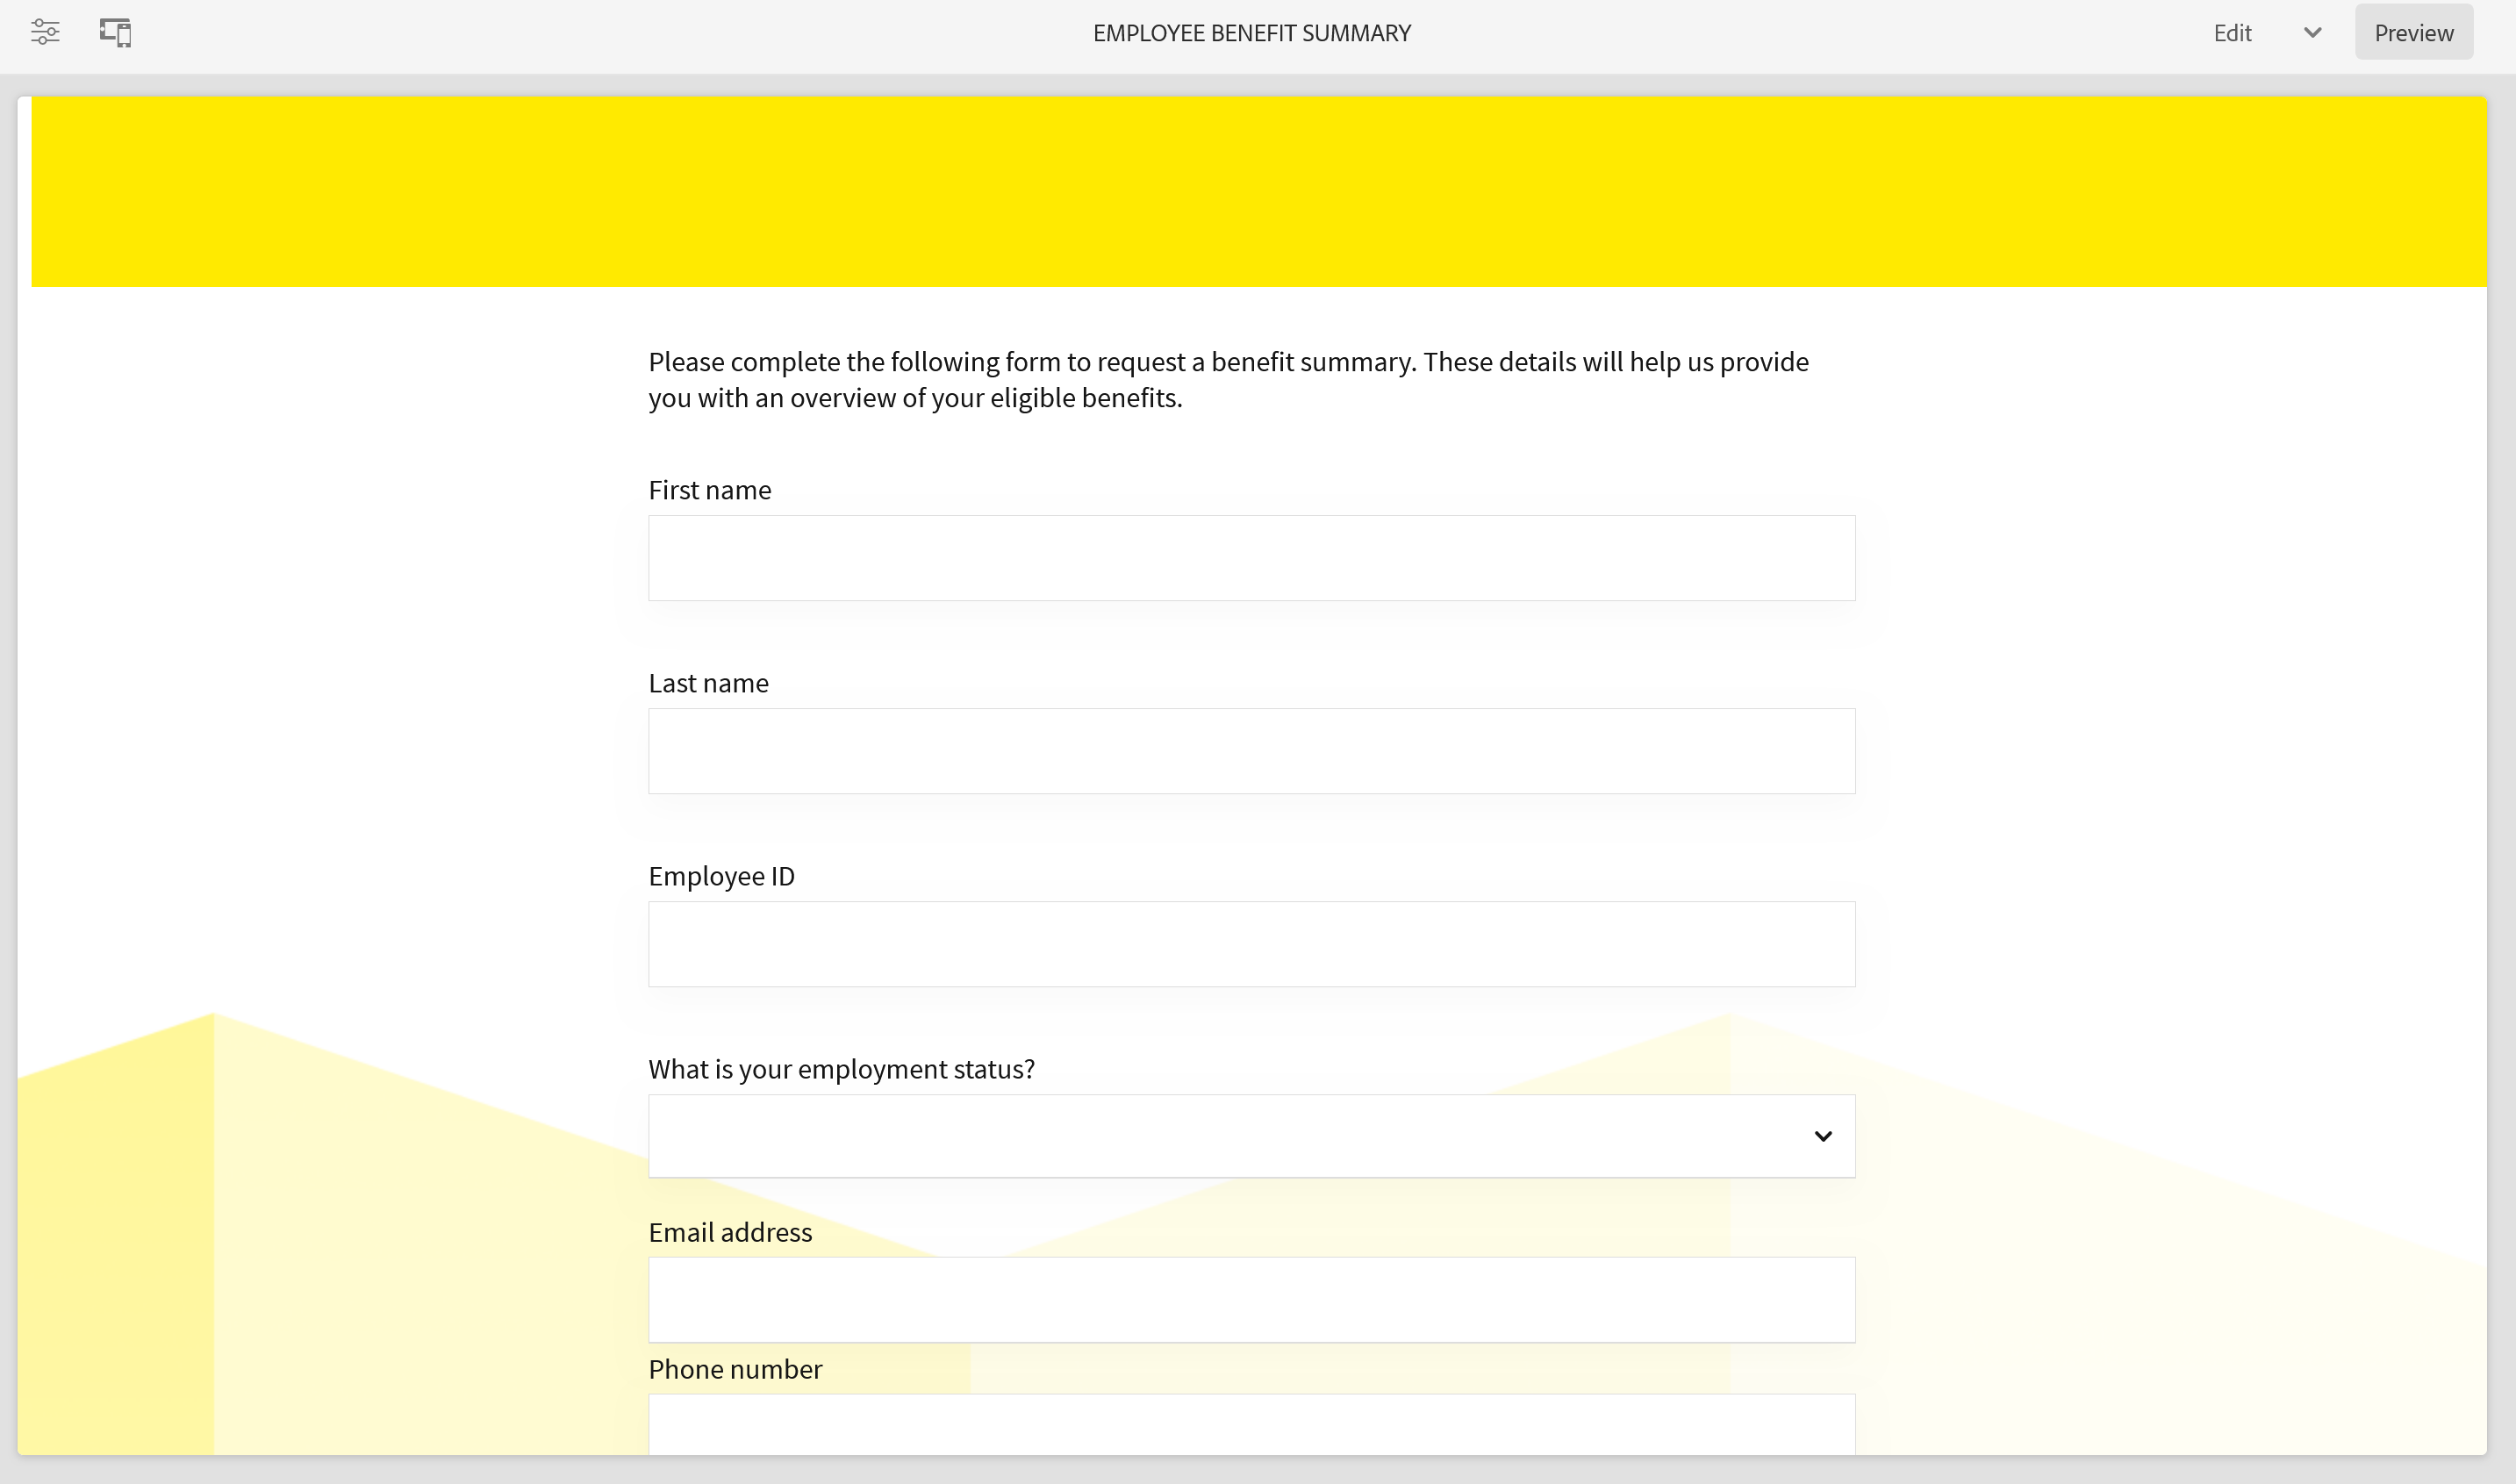 EMPLOYEE BENEFIT SUMMARY
Edit
Preview
Please complete the following form to request a benefit summary. These details will help us provide
you with an overview of your eligible benefits.
First name
Last name
Employee ID
What is your employment status?
Email address
Phone number